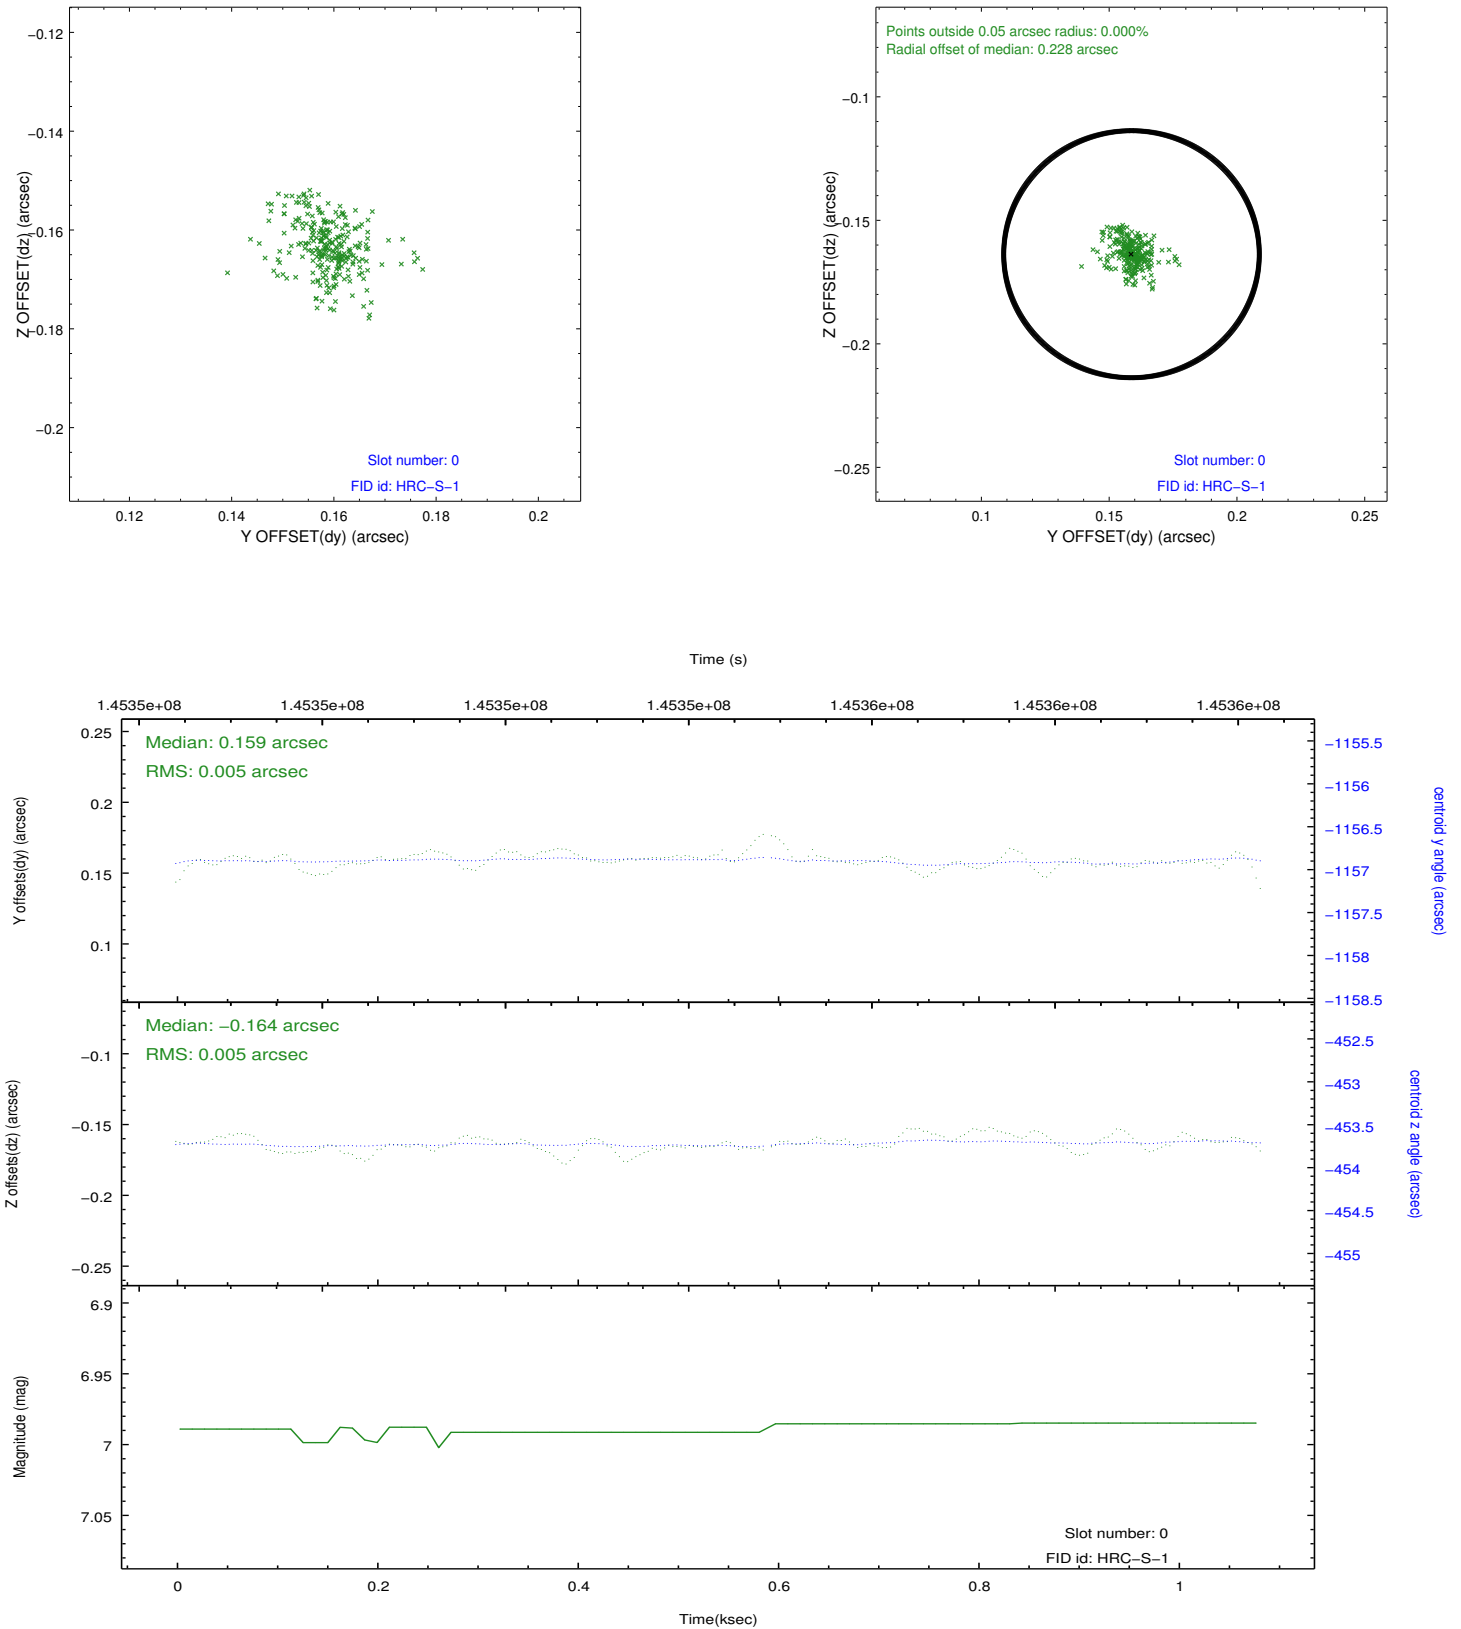 −0.12
−0.14
−0.16
−0.18
−0.2
Z OFFSET(dz) (arcsec)
Slot number: 0
FID id: HRC−S−1
0.12 0.14 0.16 0.18 0.2
Y OFFSET(dy) (arcsec)
Points outside 0.05 arcsec radius: 0.000%
Radial offset of median: 0.228 arcsec
−0.1
−0.15
−0.2
−0.25
Z OFFSET(dz) (arcsec)
Slot number: 0
FID id: HRC−S−1
0.1 0.15 0.2 0.25
Y OFFSET(dy) (arcsec)
Time (s)
1.4535e+08 1.4535e+08 1.4535e+08 1.4535e+08 1.4536e+08 1.4536e+08 1.4536e+08
Median: 0.159 arcsec
RMS: 0.005 arcsec
0.25
0.2
0.15
0.1
Y offsets(dy) (arcsec)
−1155.5
−1156
−1156.5
−1157
−1157.5
−1158
−1158.5
centroid y angle (arcsec)
Median: −0.164 arcsec
RMS: 0.005 arcsec
−0.1
−0.15
−0.2
−0.25
Z offsets(dz) (arcsec)
−452.5
−453
−453.5
−454
−454.5
−455
centroid z angle (arcsec)
6.9
6.95
7
7.05
Magnitude (mag)
Slot number: 0
FID id: HRC−S−1
0 0.2 0.4 0.6 0.8 1
Time(ksec)